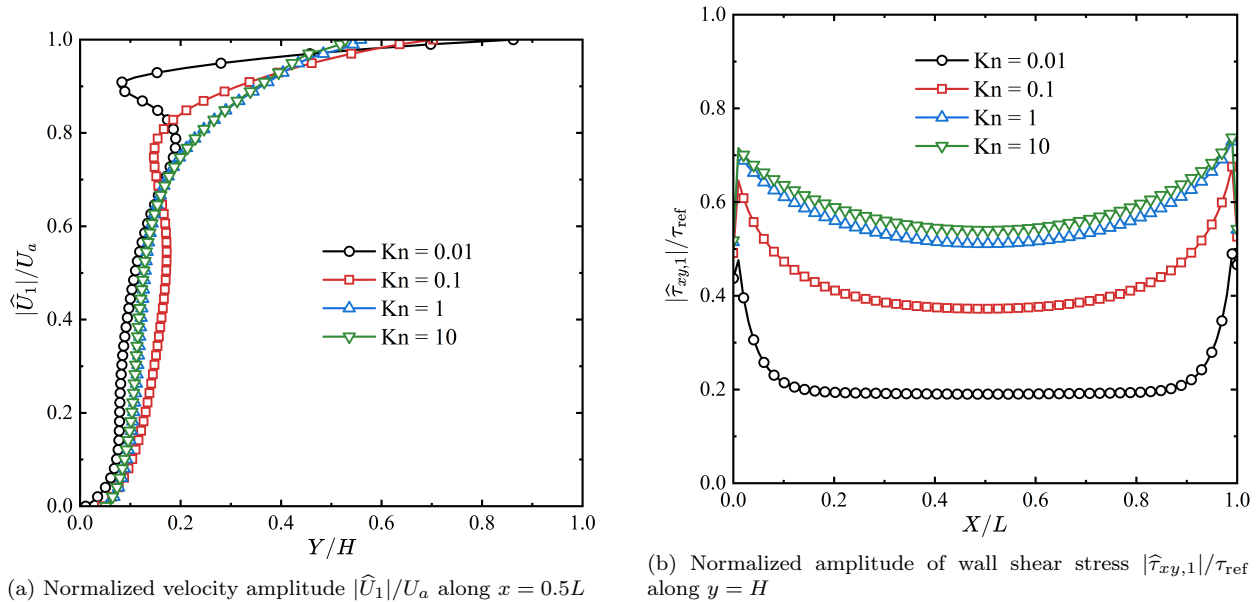 1.0
0.8
0.6
0.4
0.2
0.0
|Û₁|/Uₐ
Kn = 0.01
Kn = 0.1
Kn = 1
Kn = 10
0.0 0.2 0.4 0.6 0.8 1.0
Y/H
(a) Normalized velocity amplitude |Û₁|/Uₐ along x = 0.5L
1.0
0.8
0.6
0.4
0.2
0.0
|τ̂xy,1|/τref
Kn = 0.01
Kn = 0.1
Kn = 1
Kn = 10
0.0 0.2 0.4 0.6 0.8 1.0
X/L
(b) Normalized amplitude of wall shear stress |τ̂xy,1|/τref
along y = H